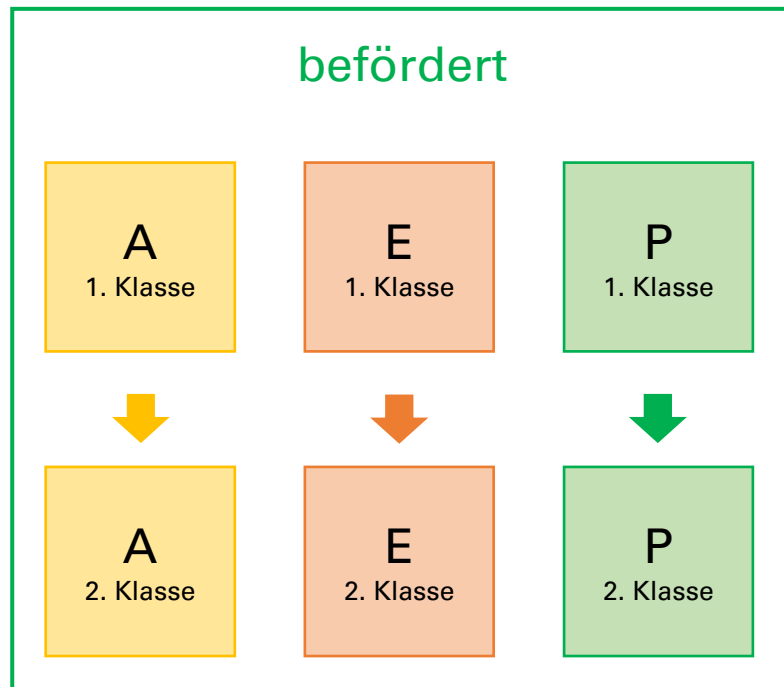 befördert
A
1. Klasse
E
1. Klasse
P
1. Klasse
A
2. Klasse
E
2. Klasse
P
2. Klasse